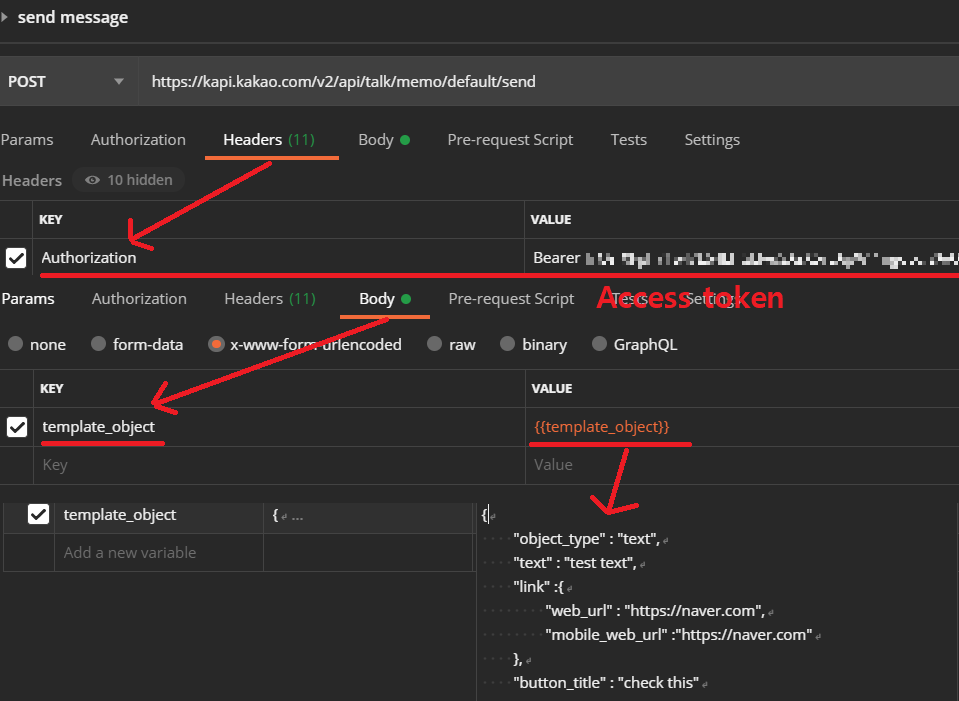 send message
POST https://kapi.kakao.com/v2/api/talk/memo/default/send
Params Authorization Headers (11) Body Pre-request Script Tests Settings
Headers 10 hidden
KEY VALUE
Authorization Bearer
Params Authorization Headers (11) Body Pre-request Script Tests Settings
Access token
none form-data x-www-form-urlencoded raw binary GraphQL
KEY VALUE
template_object {{template_object}}
Key Value
template_object { ...
Add a new variable
{
"object_type" : "text",
"text" : "test text",
"link" :{
"web_url" : "https://naver.com",
"mobile_web_url" :"https://naver.com"
},
"button_title" : "check this"